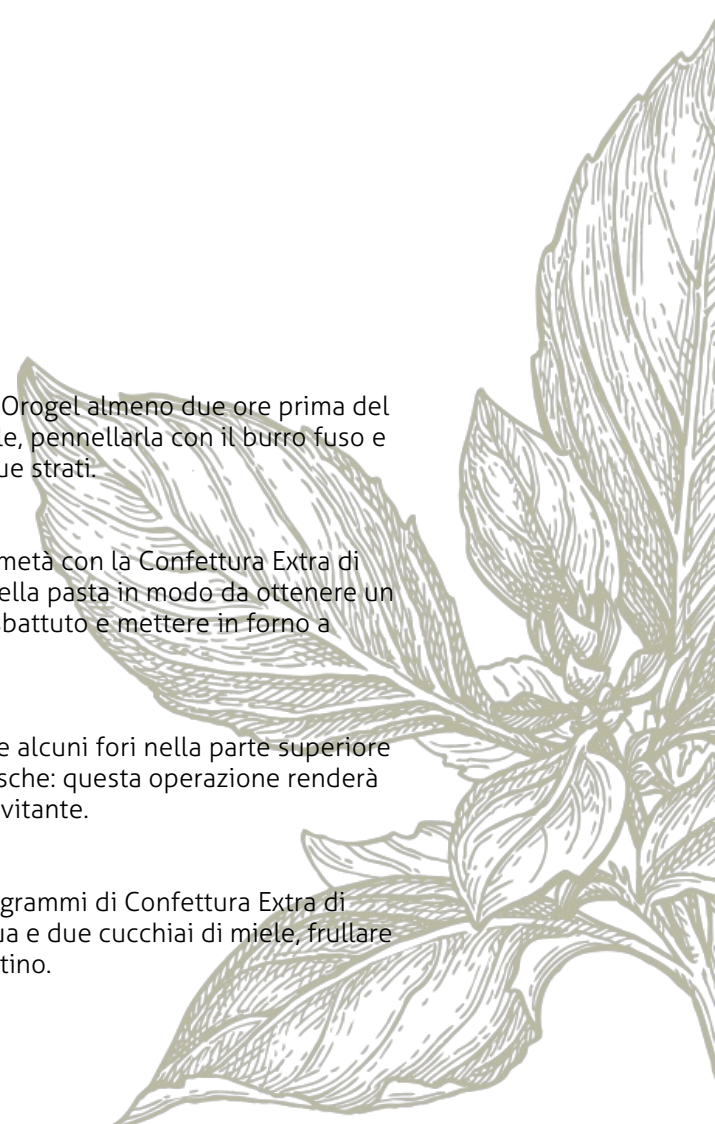 Orogel almeno due ore prima del
le, pennellarla con il burro fuso e
ue strati.
metà con la Confettura Extra di
ella pasta in modo da ottenere un
sbattuto e mettere in forno a
e alcuni fori nella parte superiore
sche: questa operazione renderà
vitante.
grammi di Confettura Extra di
ua e due cucchiai di miele, frullare
tino.